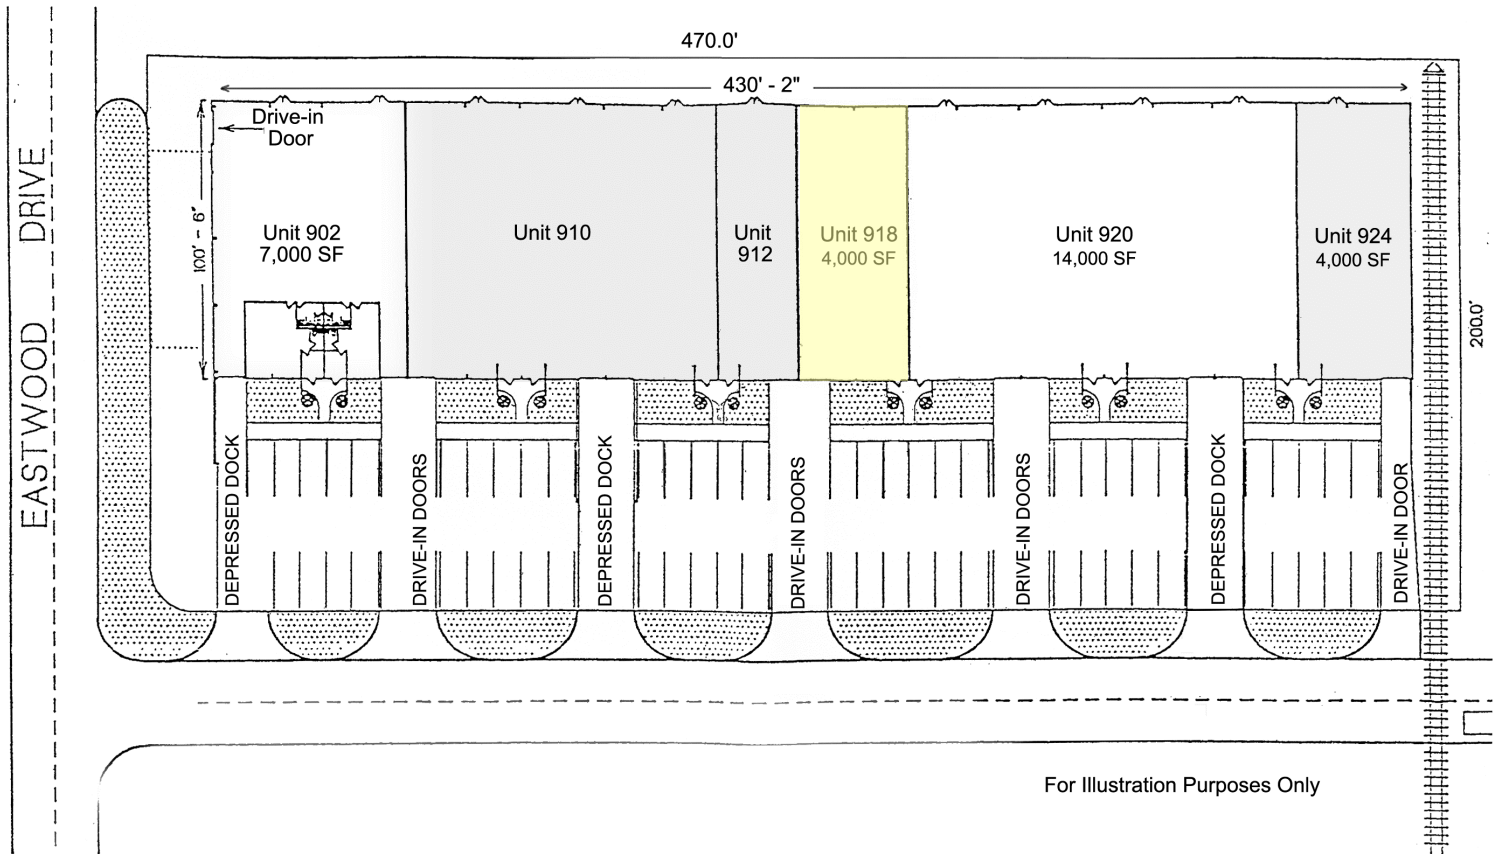 470.0'
430' - 2"
Drive-in
Door
EASTWOOD DRIVE
100' - 6"
Unit 902
7,000 SF
Unit 910
Unit
912
Unit 918
4,000 SF
Unit 920
14,000 SF
Unit 924
4,000 SF
200.0'
DEPRESSED DOCK
DRIVE-IN DOORS
DEPRESSED DOCK
DRIVE-IN DOORS
DRIVE-IN DOORS
DEPRESSED DOCK
DRIVE-IN DOOR
For Illustration Purposes Only